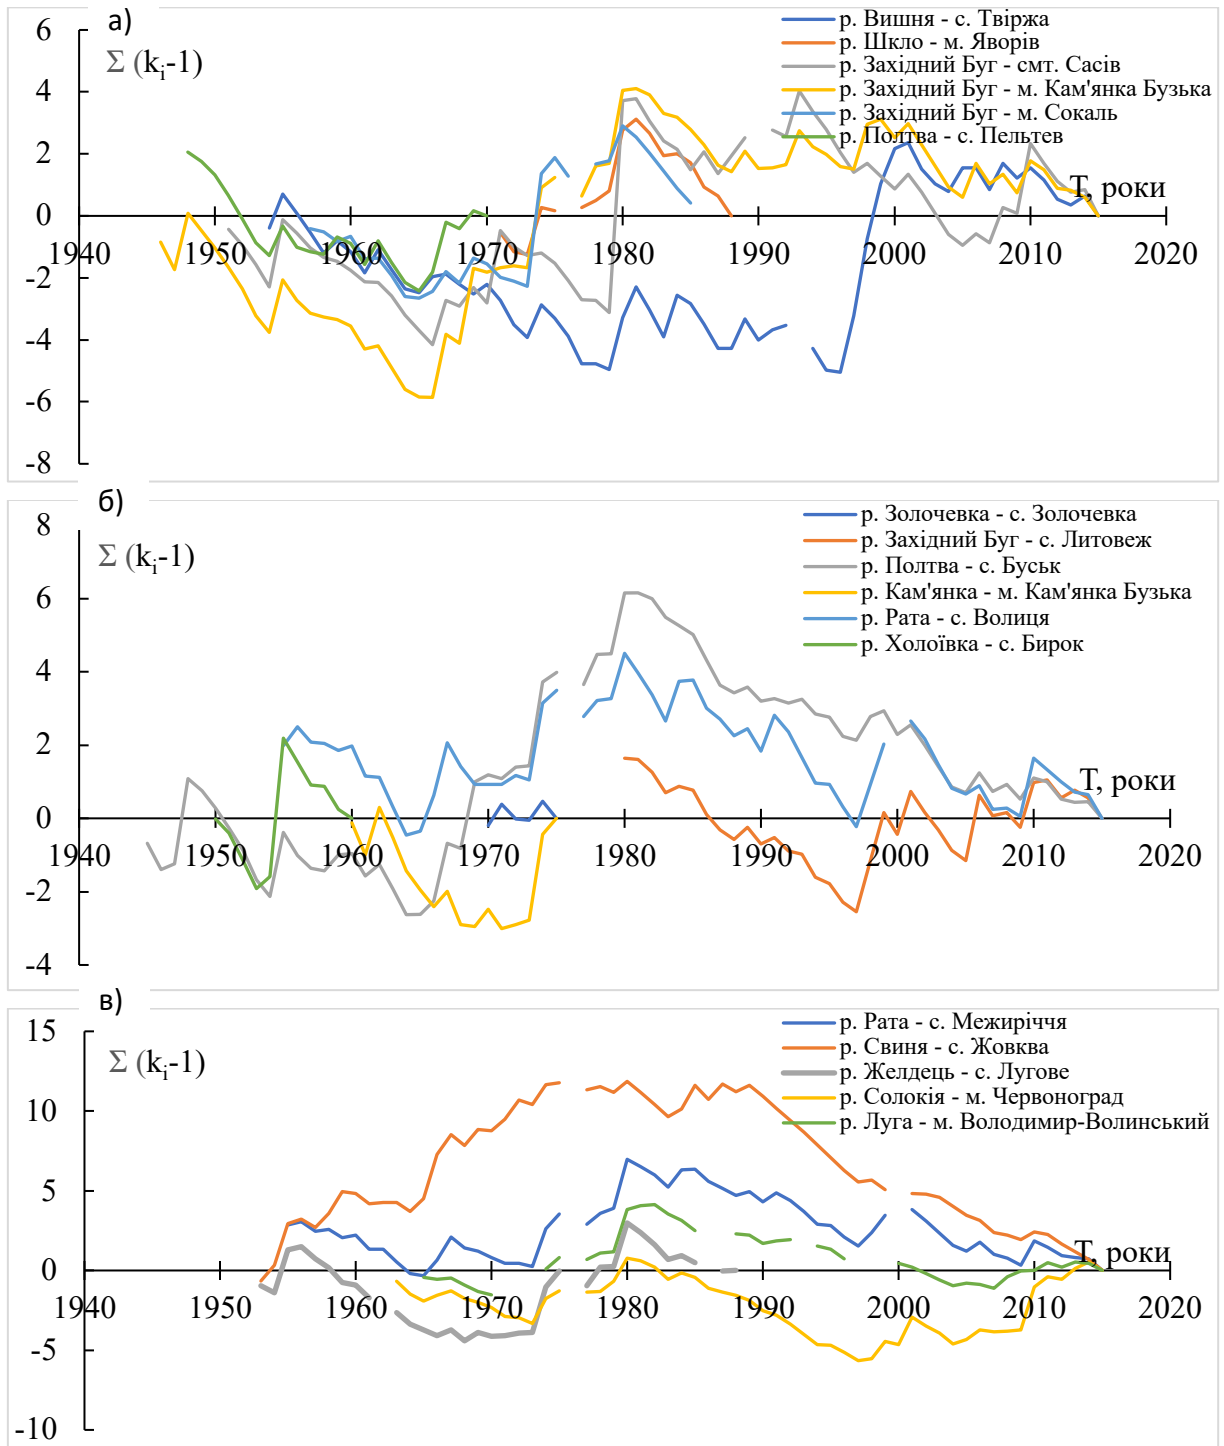 а)
Σ (ki-1)
р. Вишня - с. Твіржа
р. Шкло - м. Яворів
р. Західний Буг - смт. Сасів
р. Західний Буг - м. Кам'янка Бузька
р. Західний Буг - м. Сокаль
р. Полтва - с. Пельтев
6
4
2
0
-2
-4
-6
-8
Т, роки
1940 1950 1960 1970 1980 1990 2000 2010 2020
б)
Σ (ki-1)
р. Золочевка - с. Золочевка
р. Західний Буг - с. Литовеж
р. Полтва - с. Буськ
р. Кам'янка - м. Кам'янка Бузька
р. Рата - с. Волиця
р. Холоївка - с. Бирок
8
6
4
2
0
-2
-4
Т, роки
1940 1950 1960 1970 1980 1990 2000 2010 2020
в)
Σ (ki-1)
р. Рата - с. Межиріччя
р. Свиня - с. Жовква
р. Желдець - с. Лугове
р. Солокія - м. Червоноград
р. Луга - м. Володимир-Волинський
15
10
5
0
-5
-10
Т, роки
1940 1950 1960 1970 1980 1990 2000 2010 2020